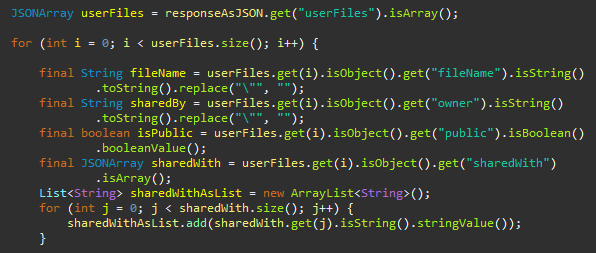 JSONArray userFiles = responseAsJSON.get("userFiles").isArray();
for (int i = 0; i < userFiles.size(); i++) {
final String fileName = userFiles.get(i).isObject().get("fileName").isString()
.toString().replace("\"", "");
final String sharedBy = userFiles.get(i).isObject().get("owner").isString()
.toString().replace("\"", "");
final boolean isPublic = userFiles.get(i).isObject().get("public").isBoolean()
.booleanValue();
final JSONArray sharedWith = userFiles.get(i).isObject().get("sharedWith")
.isArray();
List<String> sharedWithAsList = new ArrayList<String>();
for (int j = 0; j < sharedWith.size(); j++) {
sharedWithAsList.add(sharedWith.get(j).isString().stringValue());
}